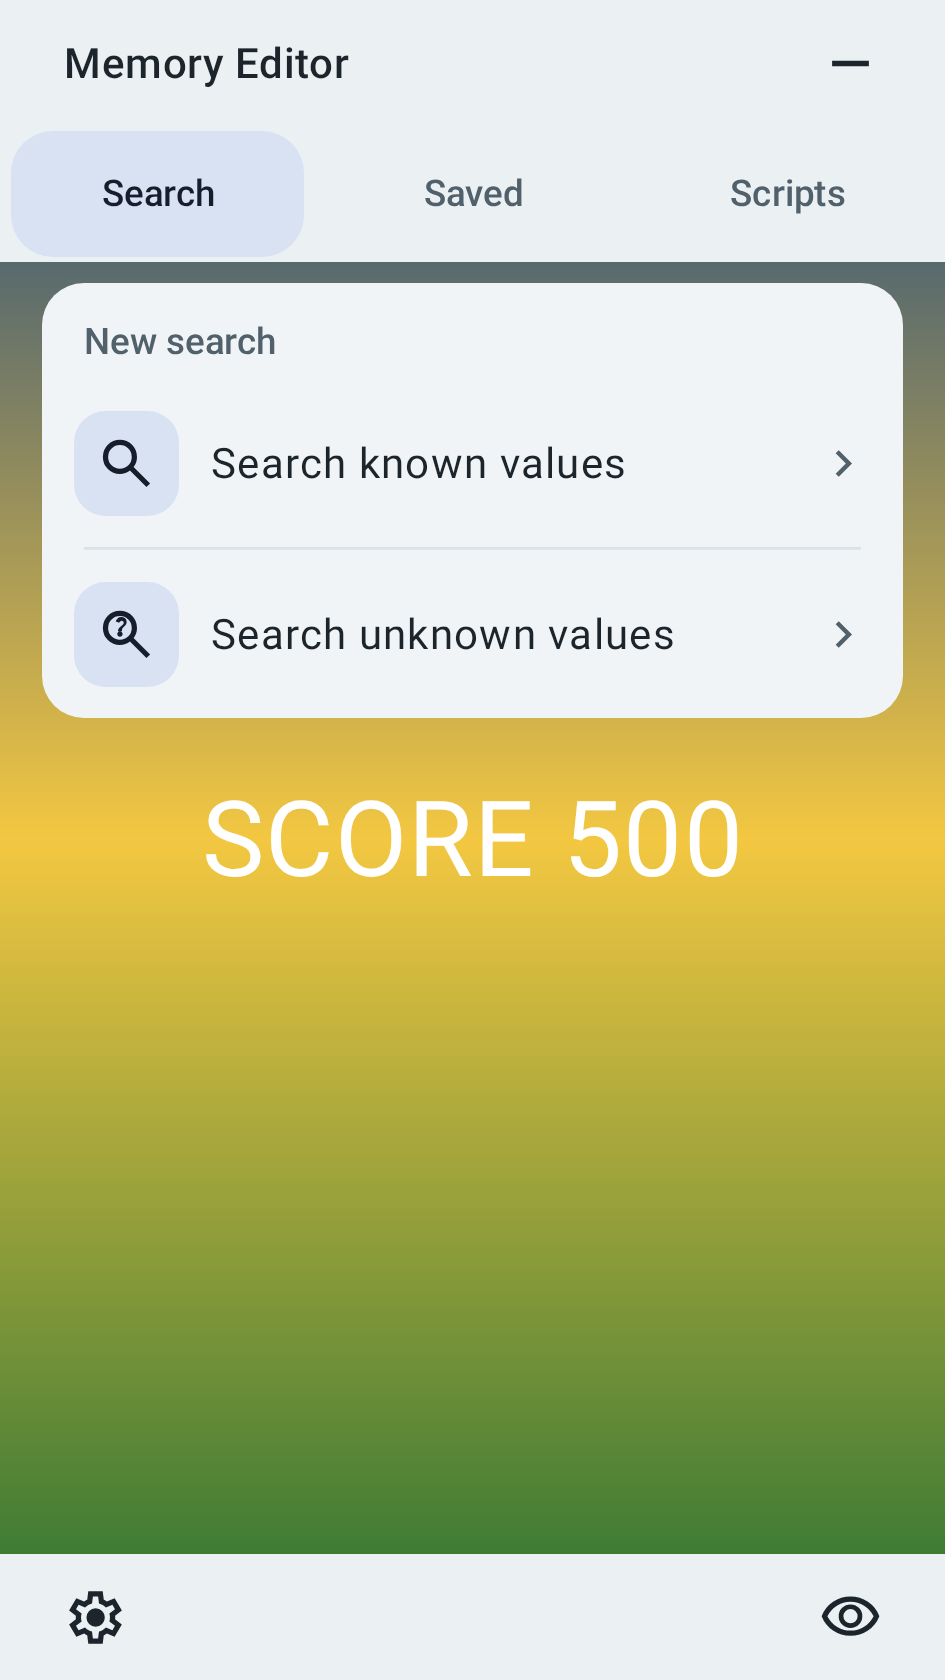 Memory Editor
Search
Saved
Scripts
New search
Search known values
Search unknown values
SCORE 500